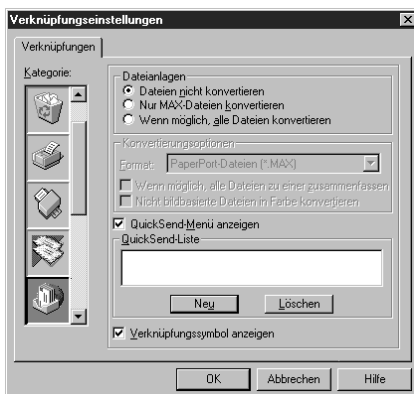 Verknüpfungseinstellungen
Verknüpfungen
Kategorie:
Dateianlagen
Dateien nicht konvertieren
Nur MAX-Dateien konvertieren
Wenn möglich, alle Dateien konvertieren
Konvertierungsoptionen
Format: PaperPort-Dateien (*.MAX)
Wenn möglich, alle Dateien zu einer zusammenfassen
Nicht bildbasierte Dateien in Farbe konvertieren
QuickSend-Menü anzeigen
QuickSend-Liste
Neu Löschen
Verknüpfungssymbol anzeigen
OK Abbrechen Hilfe